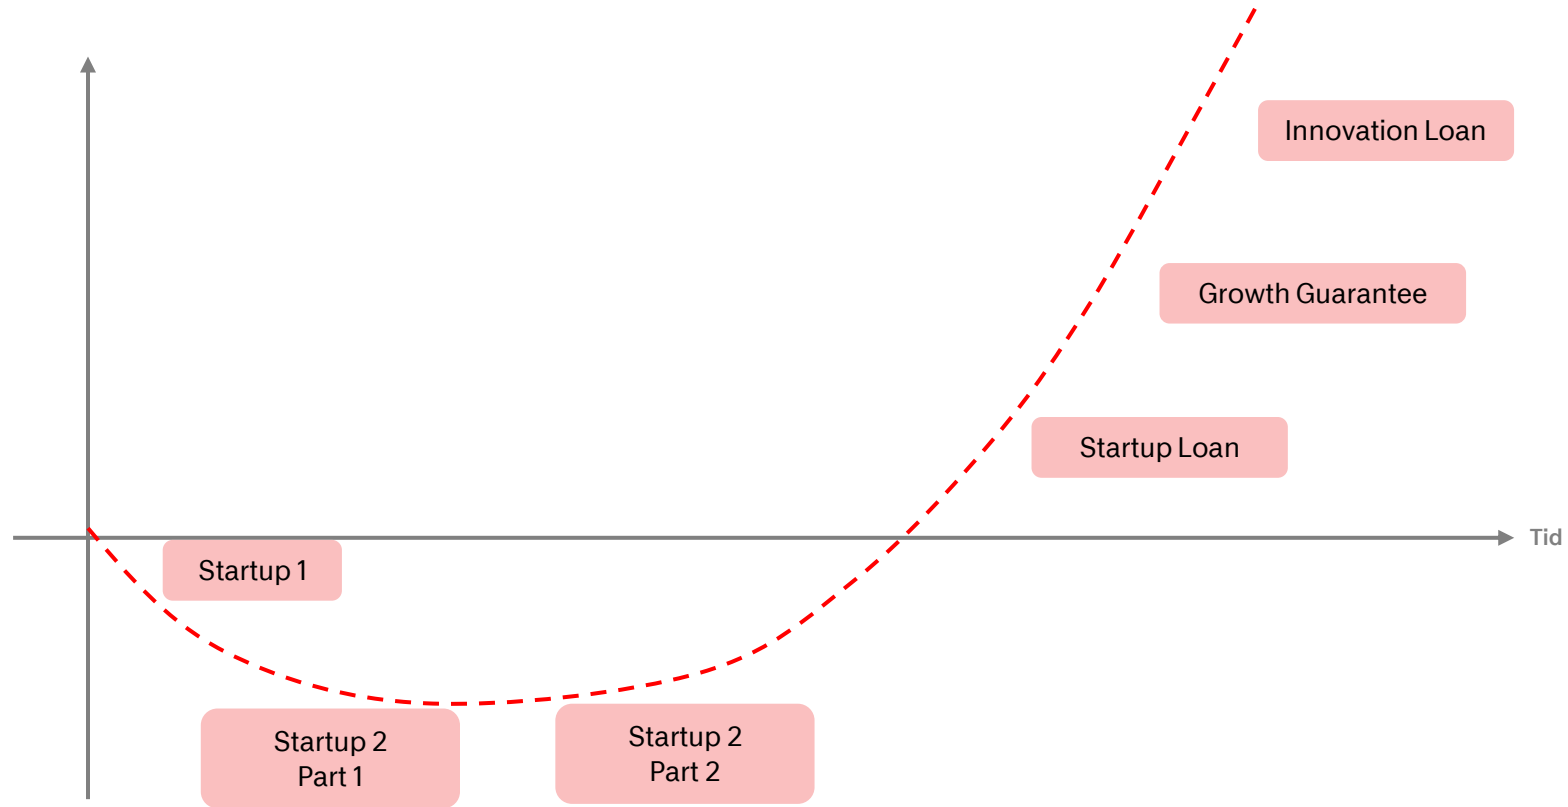 Innovation Loan
Growth Guarantee
Startup Loan
Tid
Startup 1
Startup 2
Part 1
Startup 2
Part 2